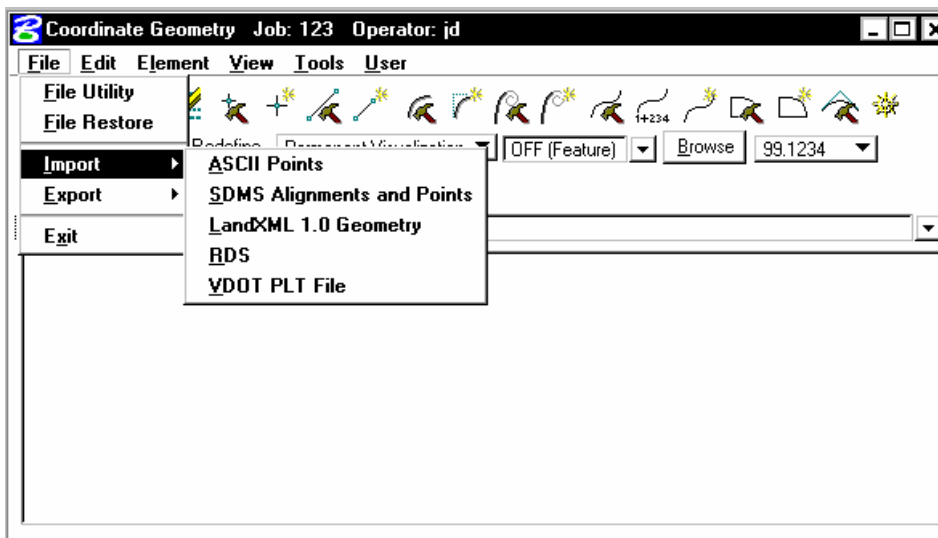 Coordinate Geometry Job: 123 Operator: jd
File Edit Element View Tools User
File Utility
File Restore
1+234
OFF (Feature) Browse 99.1234
Import
ASCII Points
Export
SDMS Alignments and Points
LandXML 1.0 Geometry
Exit
RDS
VDOT PLT File